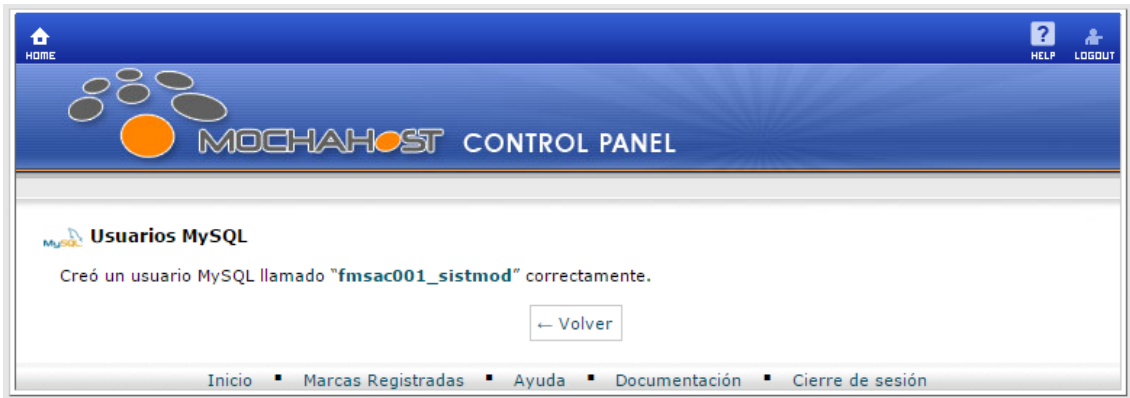 HOME
HELP LOGOUT
MOCHAHOST CONTROL PANEL
MySQL Usuarios MySQL
Creó un usuario MySQL llamado “fmsac001_sistmod” correctamente.
← Volver
Inicio ▪ Marcas Registradas ▪ Ayuda ▪ Documentación ▪ Cierre de sesión